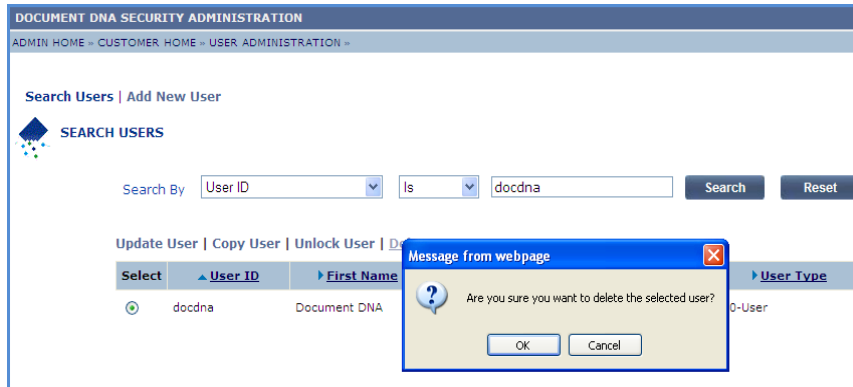 DOCUMENT DNA SECURITY ADMINISTRATION
ADMIN HOME » CUSTOMER HOME » USER ADMINISTRATION »
Search Users | Add New User
SEARCH USERS
Search By User ID Is docdna Search Reset
Update User | Copy User | Unlock User |
Message from webpage
Are you sure you want to delete the selected user?
OK Cancel
Select User ID First Name User Type
docdna Document DNA 0-User